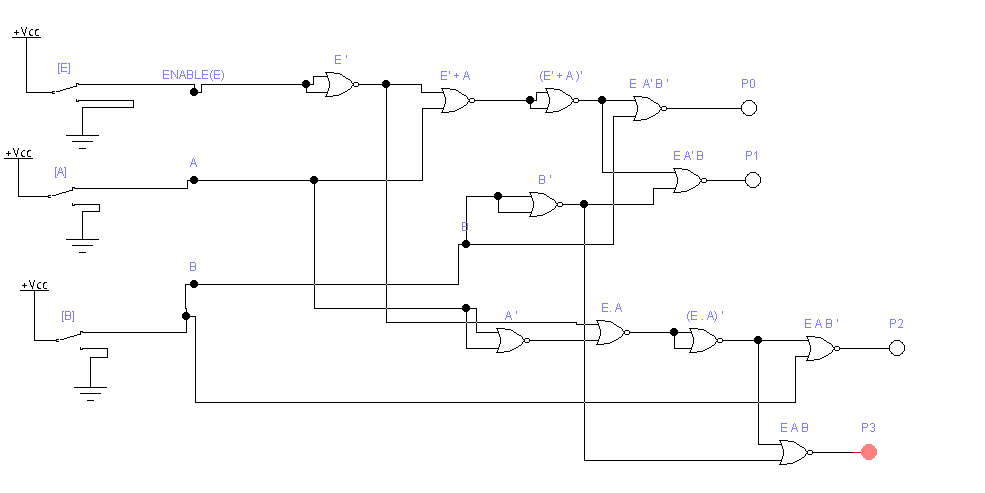 +Vcc
[E]
ENABLE(E)
E '
E' + A
(E' + A )'
E A' B '
P0
+Vcc
[A]
A
B '
E A' B
P1
B
B
+Vcc
[B]
A '
E. A
(E . A) '
E A B '
P2
E A B
P3